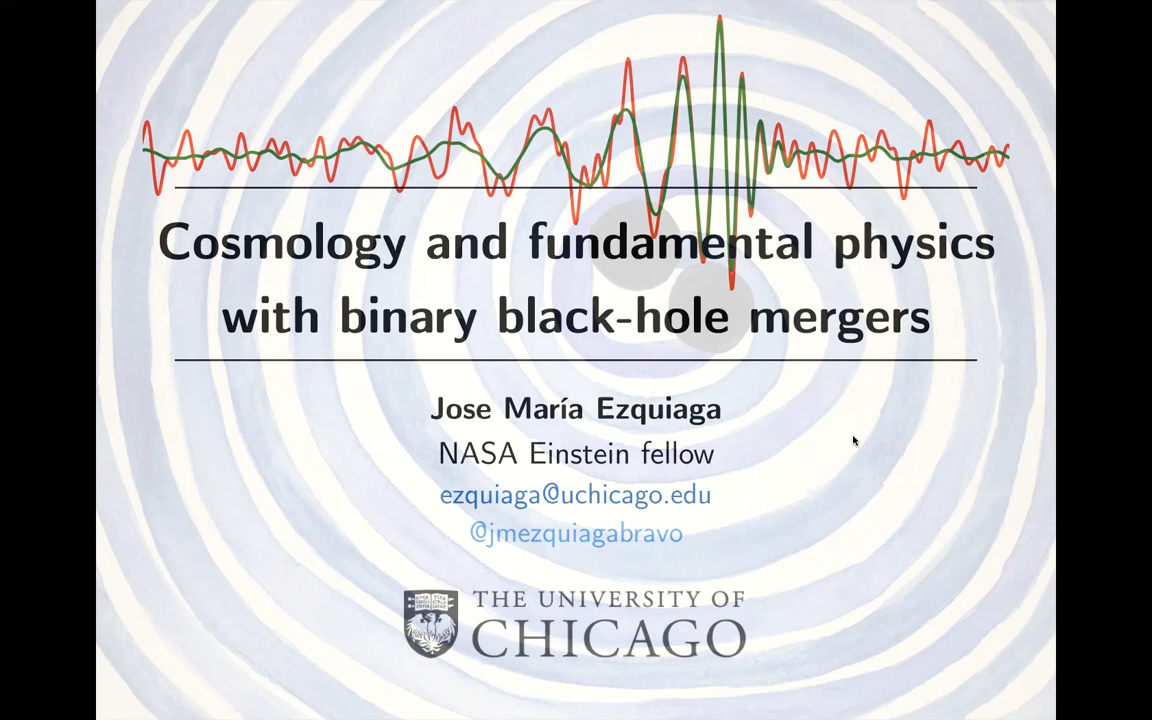 Cosmology and fundamental physics
with binary black-hole mergers
Jose María Ezquiaga
NASA Einstein fellow
ezquiaga@uchicago.edu
@jmezquiagabravo
THE UNIVERSITY OF
CHICAGO